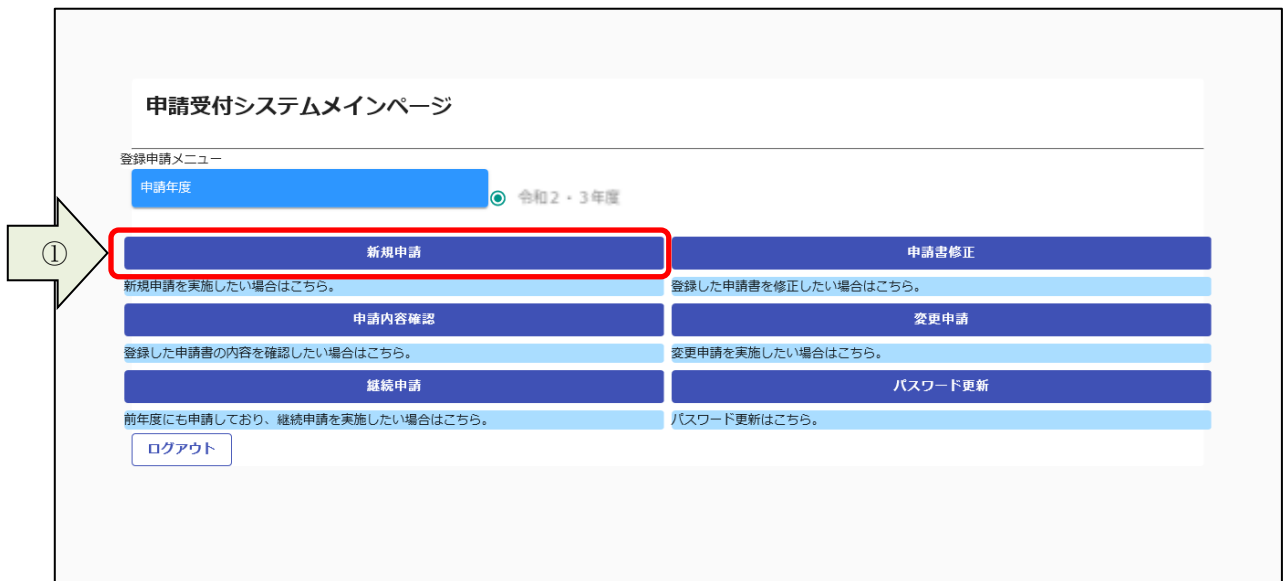 申請受付システムメインページ
登録申請メニュー
申請年度
令和2・3年度
①
新規申請
申請書修正
新規申請を実施したい場合はこちら。
登録した申請書を修正したい場合はこちら。
申請内容確認
変更申請
登録した申請書の内容を確認したい場合はこちら。
変更申請を実施したい場合はこちら。
継続申請
パスワード更新
前年度にも申請しており、継続申請を実施したい場合はこちら。
パスワード更新はこちら。
ログアウト